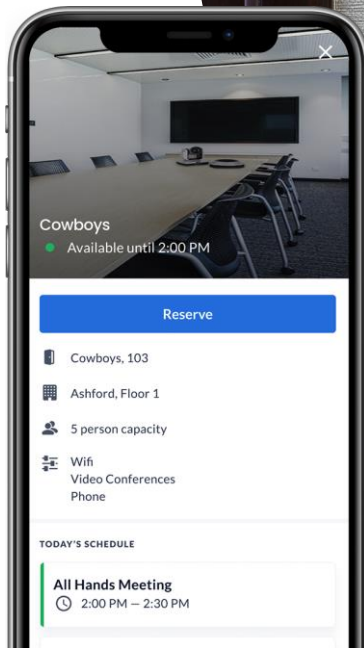 Cowboys
Available until 2:00 PM
Reserve
Cowboys, 103
Ashford, Floor 1
5 person capacity
Wifi
Video Conferences
Phone
TODAY'S SCHEDULE
All Hands Meeting
2:00 PM — 2:30 PM